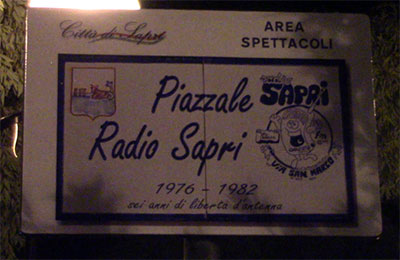 Città di Sapri
AREA
SPETTACOLI
Piazzale
Radio Sapri
SAPRI
VIA SAN MARCO
1976 - 1982
sei anni di libertà d'antenna